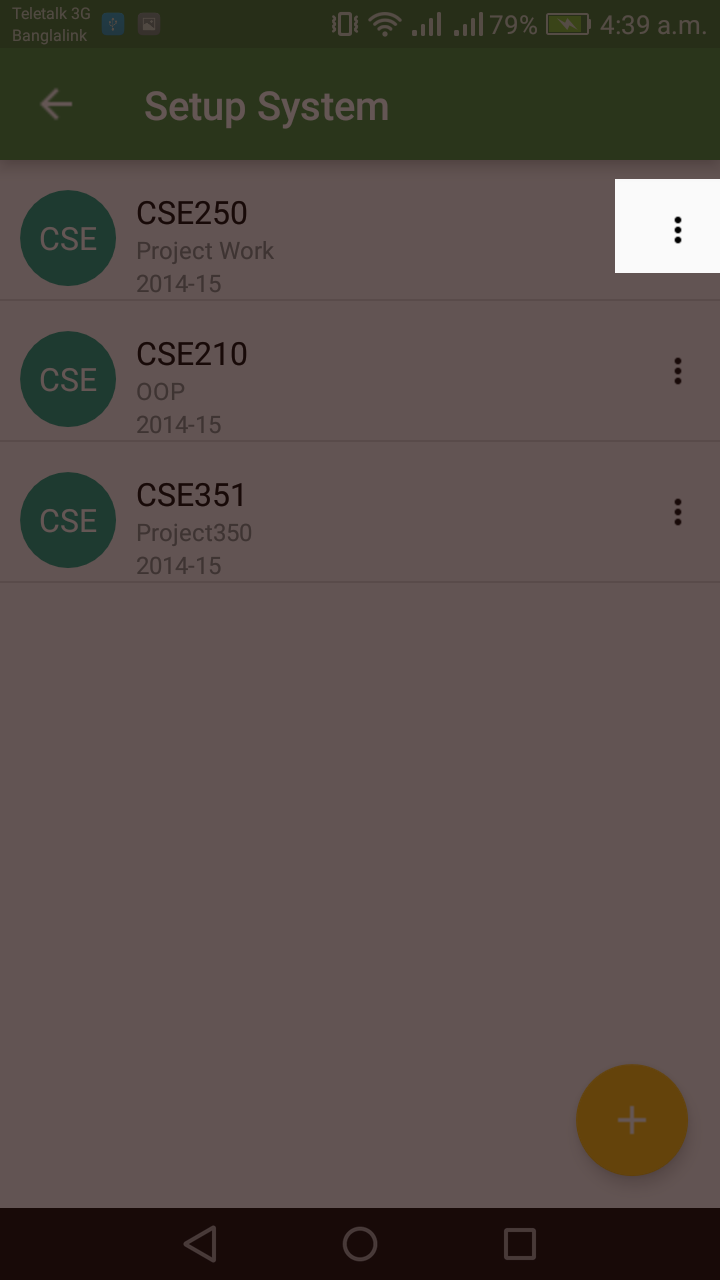 Teletalk 3G
Banglalink
79%
4:39 a.m.
Setup System
CSE
CSE250
Project Work
2014-15
CSE
CSE210
OOP
2014-15
CSE
CSE351
Project350
2014-15